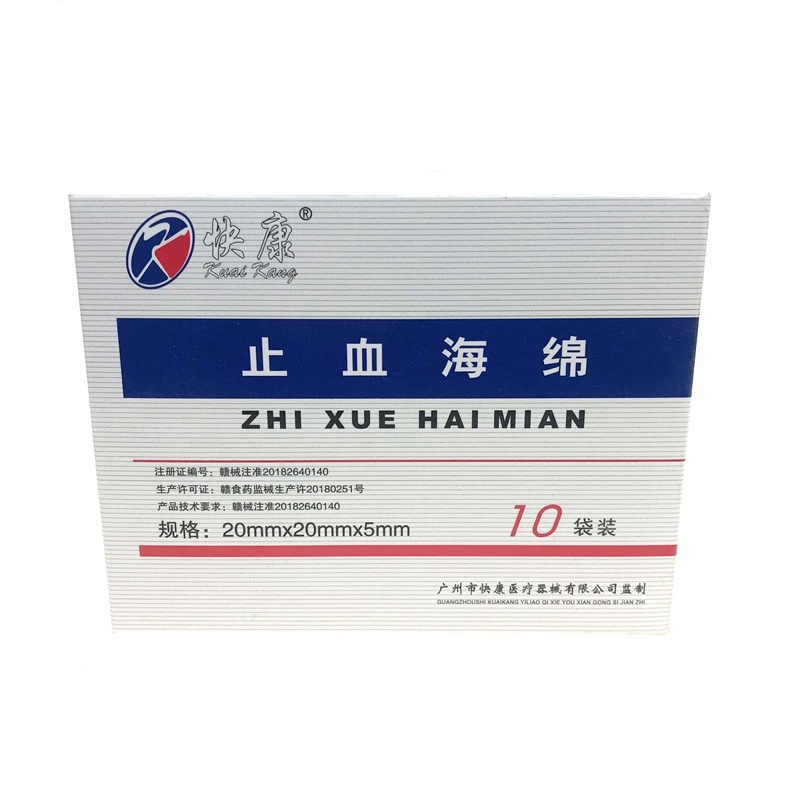 快康®
Kuai Kang
止血海绵
ZHI XUE HAI MIAN
注册证编号：赣械注准20182640140
生产许可证：赣食药监械生产许20180251号
产品技术要求：赣械注准20182640140
规格：20mmx20mmx5mm
10袋装
广州市快康医疗器械有限公司监制
GUANGZHOUSHI KUAIKANG YILIAO QI XIE YOU XIAN GONG SI JIAN ZHI